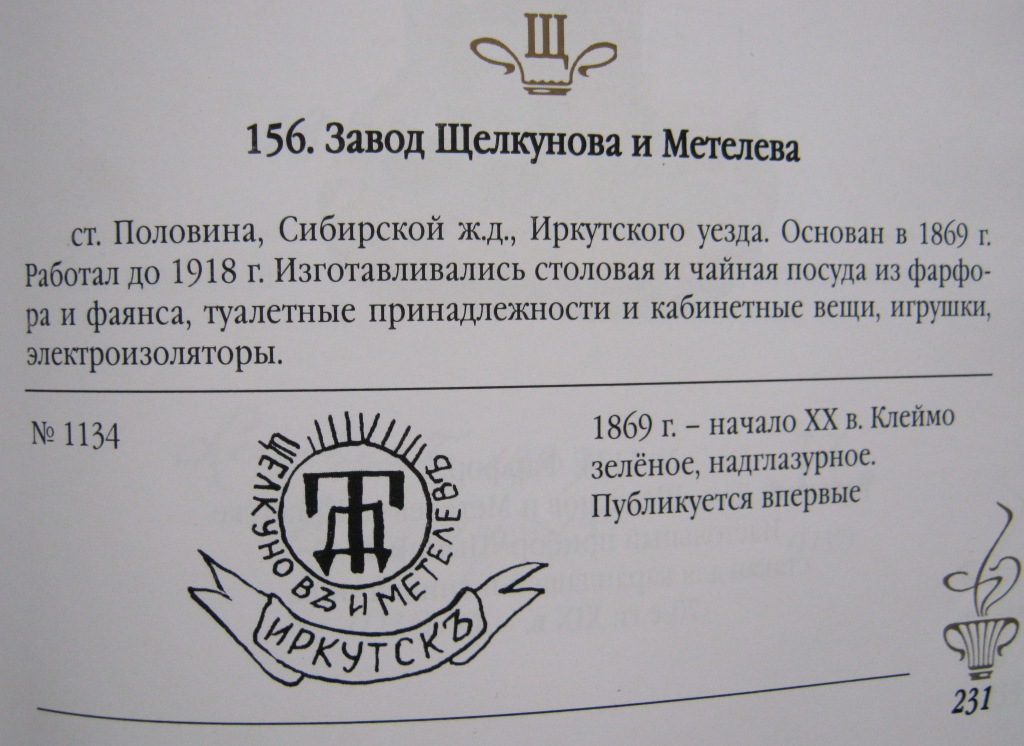 Щ
156. Завод Щелкунова и Метелева
ст. Половина, Сибирской ж.д., Иркутского уезда. Основан в 1869 г.
Работал до 1918 г. Изготавливались столовая и чайная посуда из фарфо-
ра и фаянса, туалетные принадлежности и кабинетные вещи, игрушки,
электроизоляторы.
№ 1134
ЩЕЛКУНОВЪ И МЕТЕЛЕВЪ
ИРКУТСКЪ
1869 г. – начало XX в. Клеймо
зелёное, надглазурное.
Публикуется впервые
231